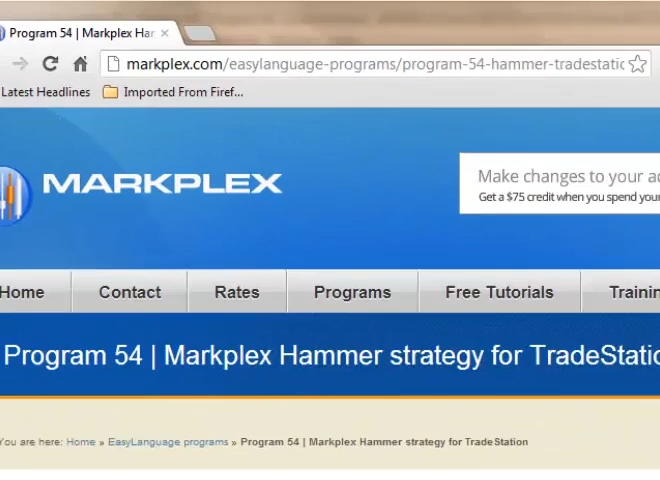 Program 54 | Markplex Har
markplex.com/easylanguage-programs/program-54-hammer-tradestatic
Latest Headlines Imported From Firef...
MARKPLEX
Make changes to your a
Get a $75 credit when you spend your
Home Contact Rates Programs Free Tutorials Trainin
Program 54 | Markplex Hammer strategy for TradeStatio
You are here: Home » EasyLanguage programs » Program 54 | Markplex Hammer strategy for TradeStation